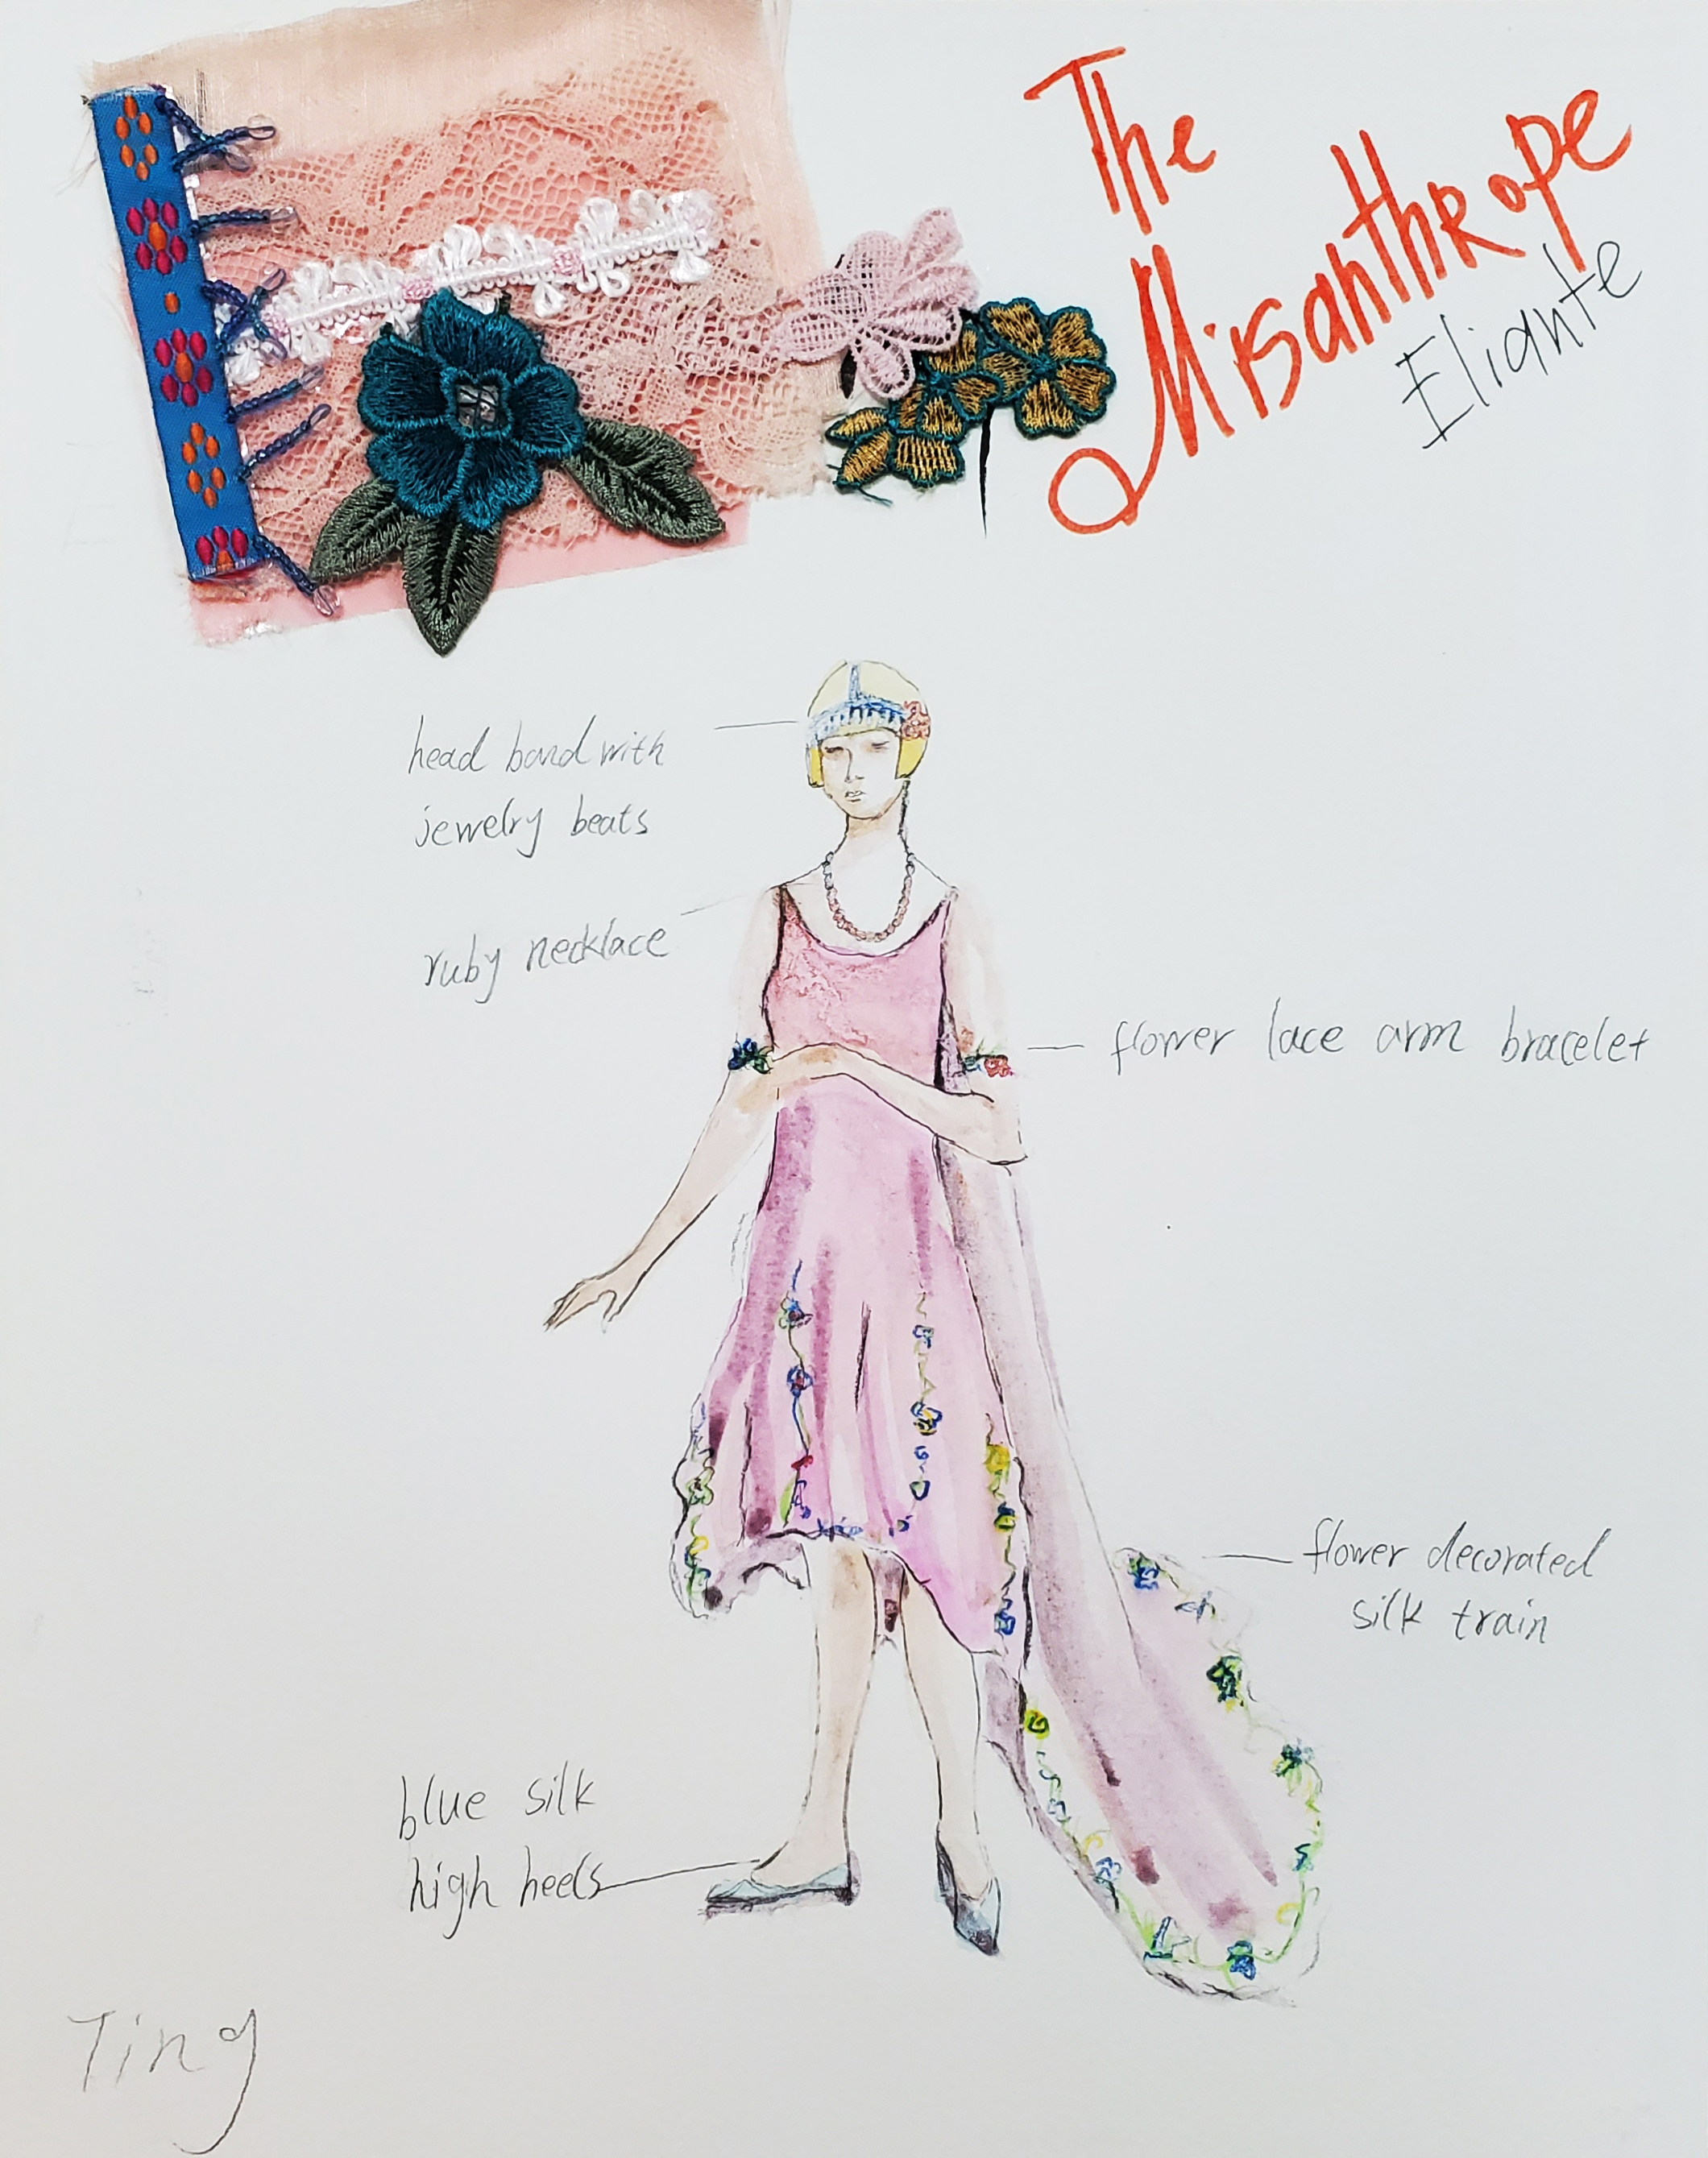 The
Misanthrope
Eliante
head band with
jewelry beats
ruby necklace
flower lace arm bracelet
flower decorated
silk train
blue silk
high heels
Ting